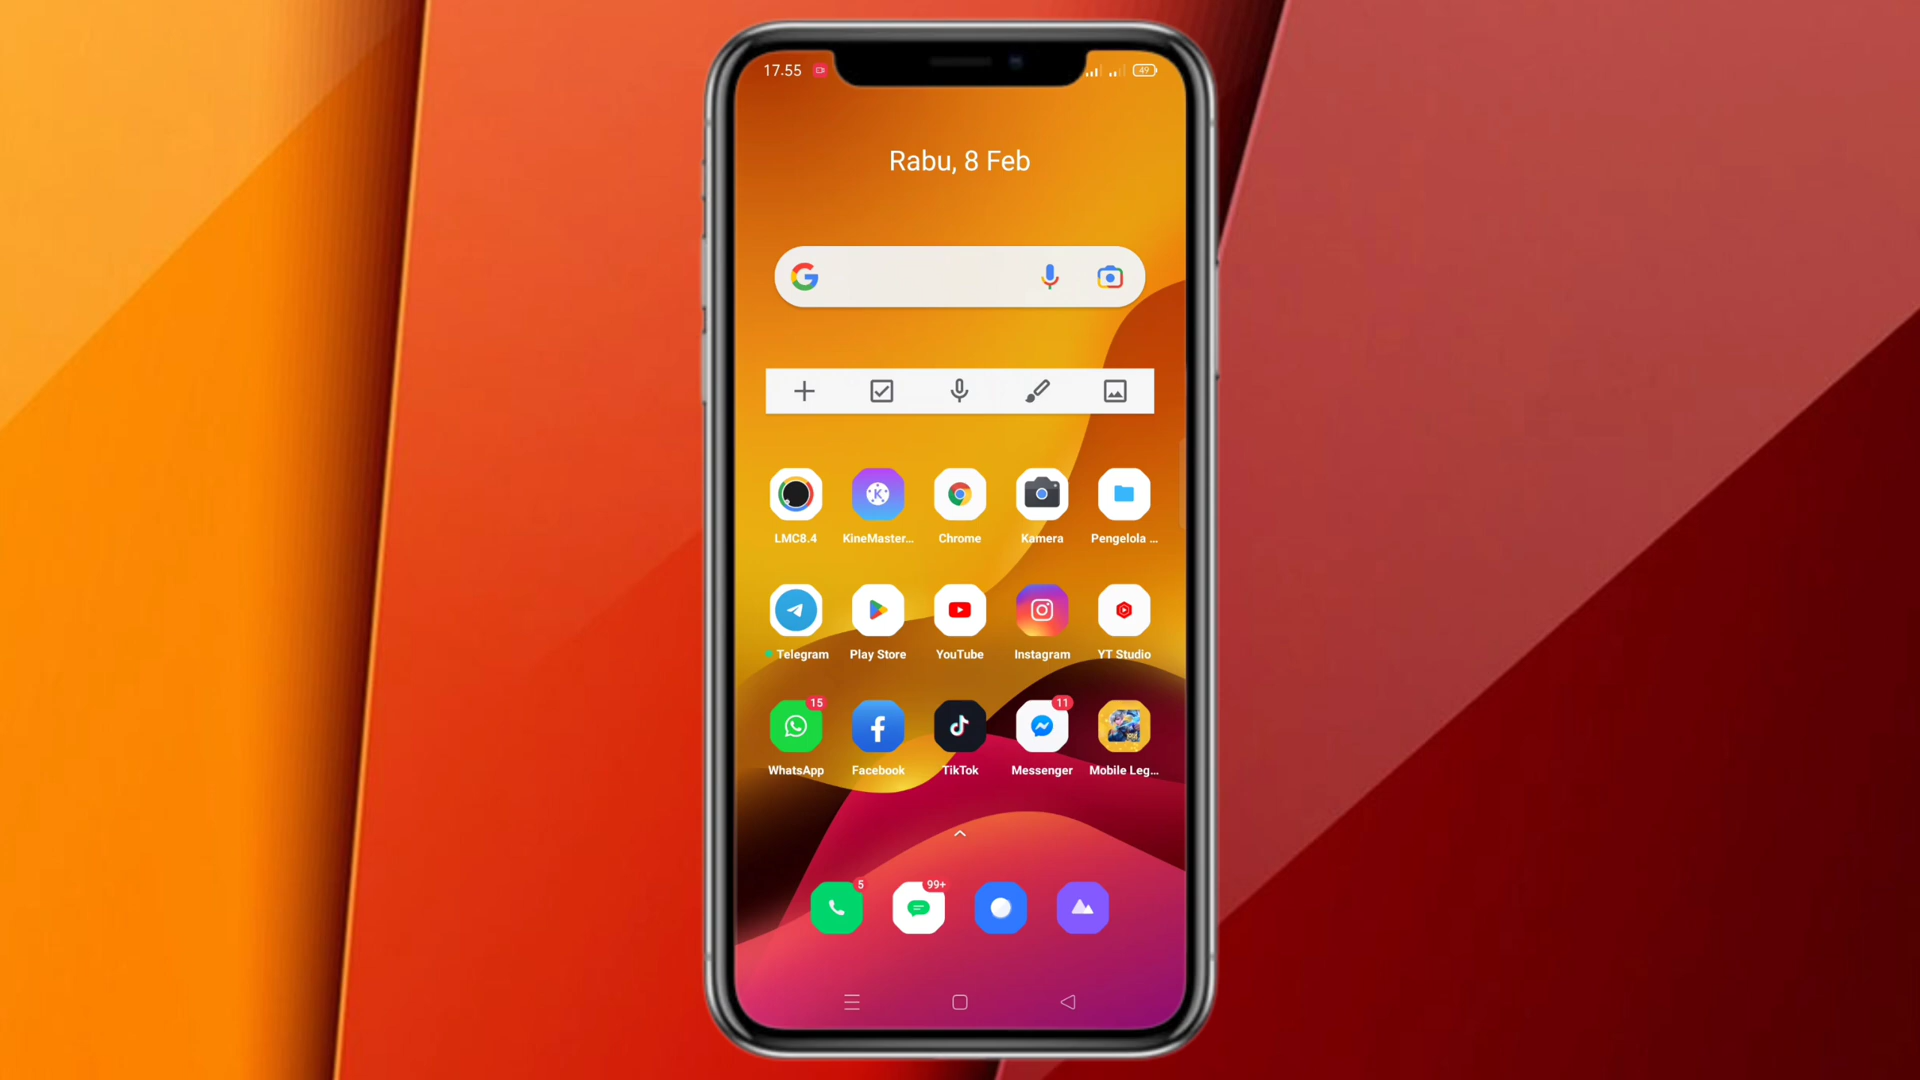 17.55
49
Rabu, 8 Feb
LMC8.4 KineMaster... Chrome Kamera Pengelola ...
Telegram Play Store YouTube Instagram YT Studio
15 11
WhatsApp Facebook TikTok Messenger Mobile Leg...
5 99+